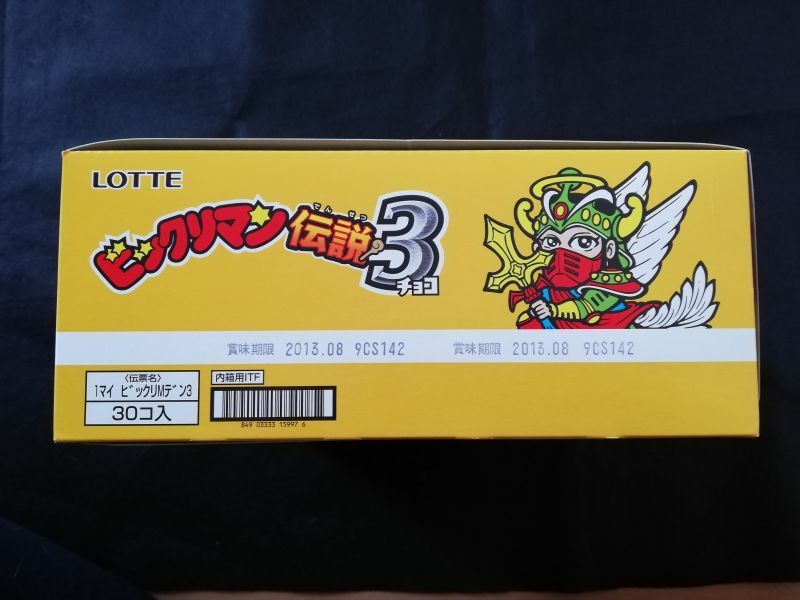 LOTTE
ビックリマン伝説3
でんせつ
チョコ
賞味期限 2013.08 9CS142 賞味期限 2013.08 9CS142
〈伝票名〉
1マイ ビックリMデン3
30コ入
内箱用ITF
849 03333 15997 6